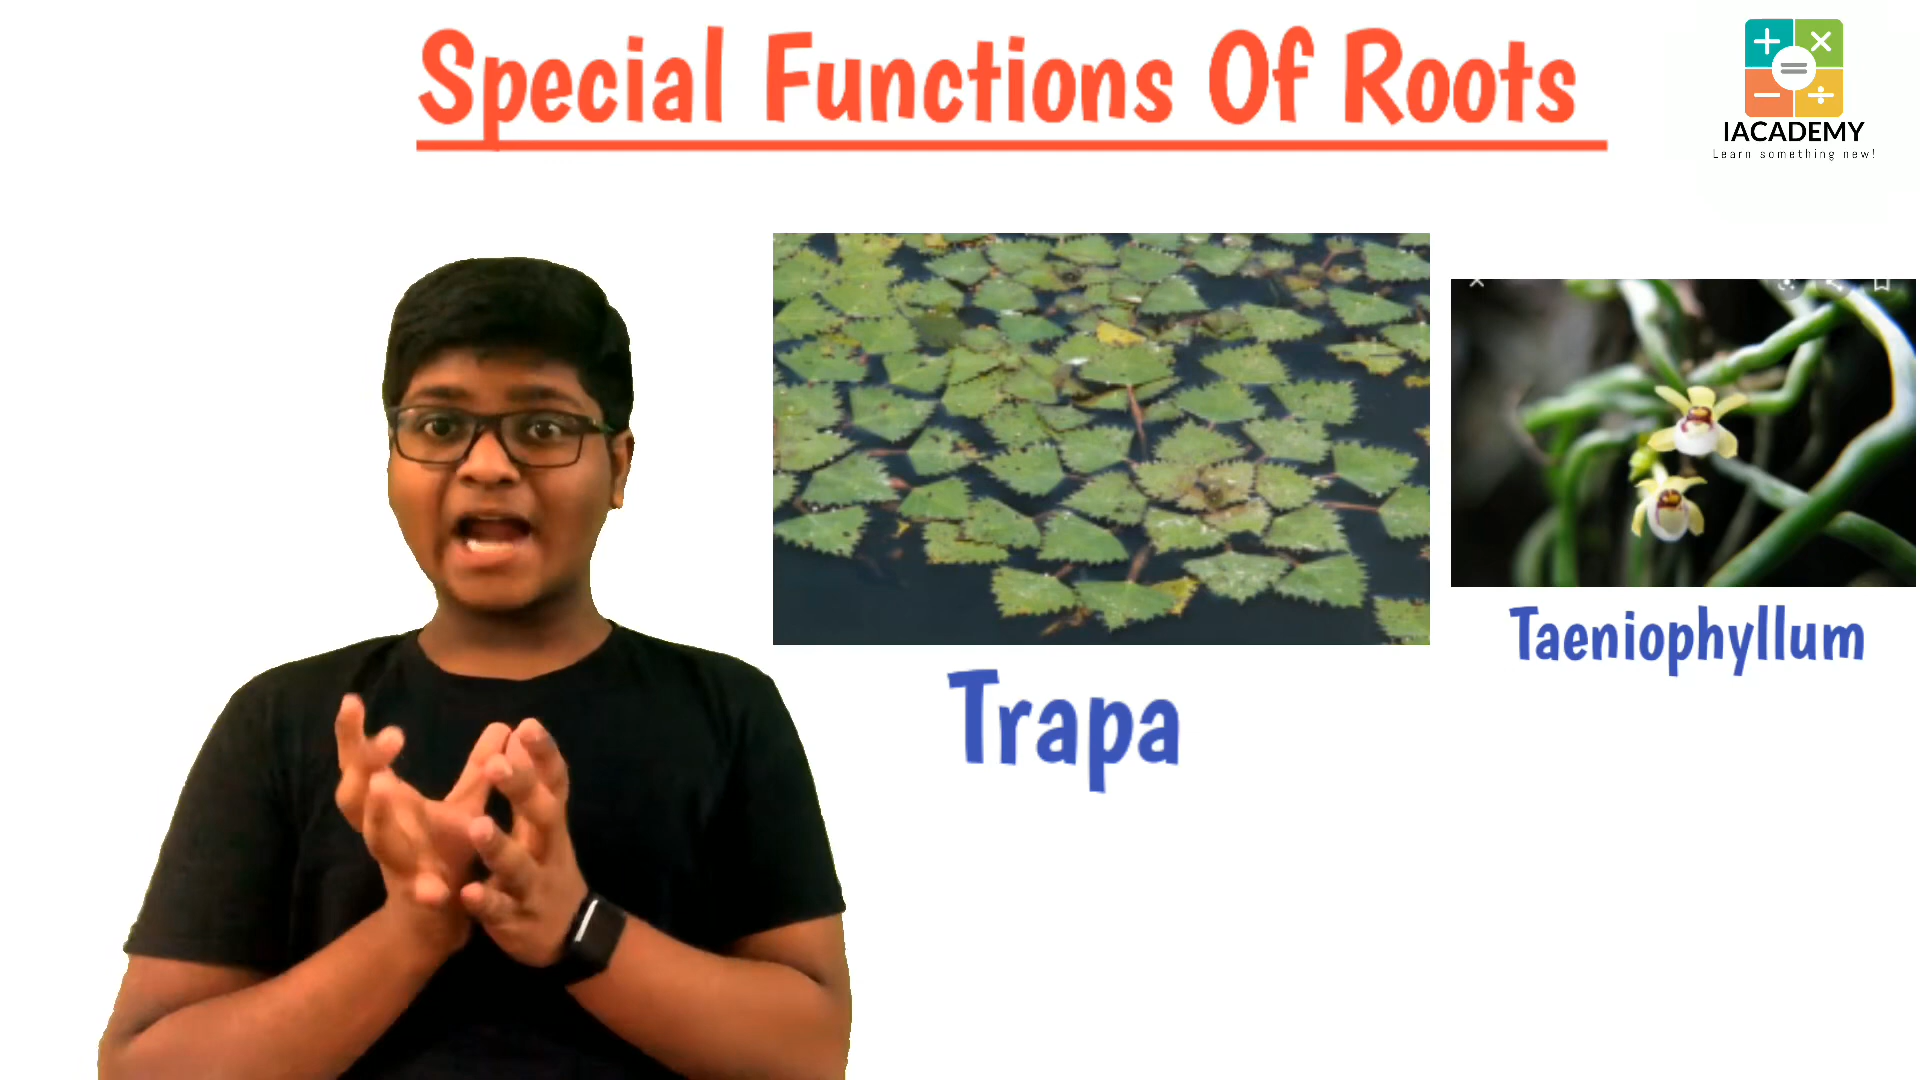 Special Functions Of Roots
IACADEMY
Learn something new!
Taeniophyllum
Trapa